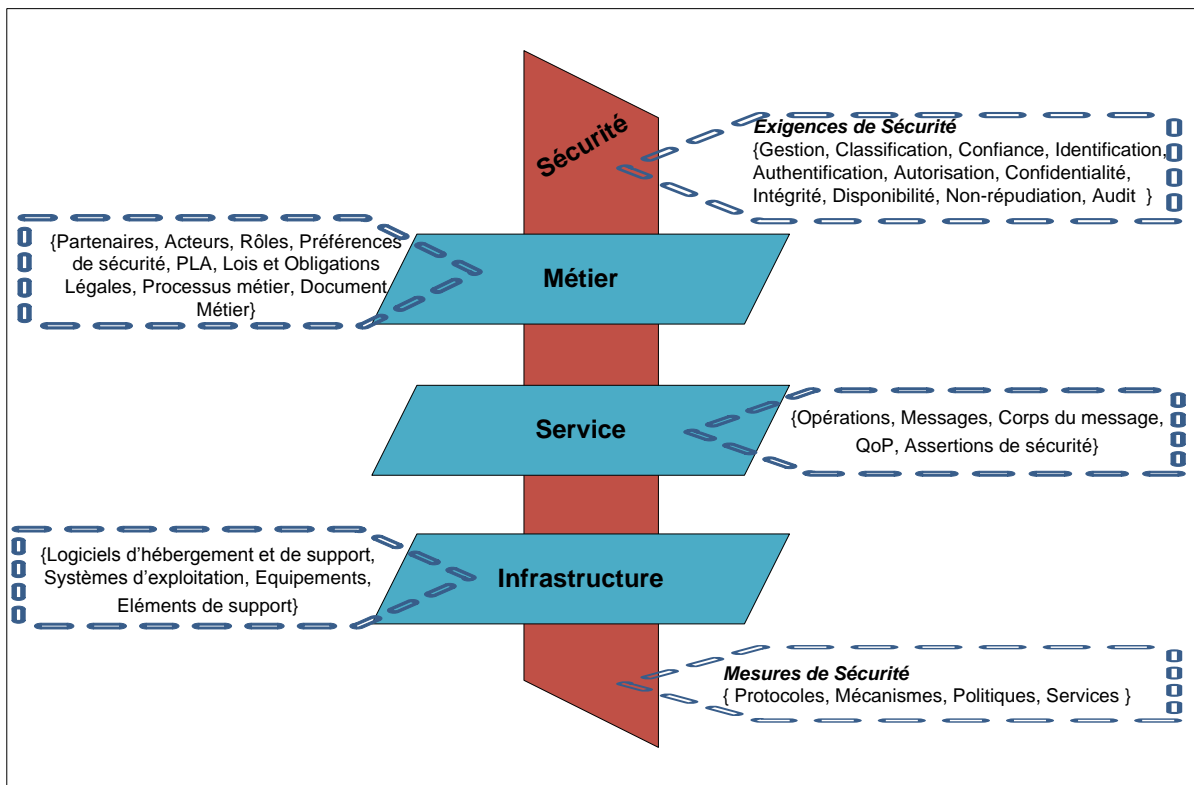 Sécurité
Exigences de Sécurité
{Gestion, Classification, Confiance, Identification,
Authentification, Autorisation, Confidentialité,
Intégrité, Disponibilité, Non-répudiation, Audit }
{Partenaires, Acteurs, Rôles, Préférences
de sécurité, PLA, Lois et Obligations
Légales, Processus métier, Document
Métier}
Métier
Service
{Opérations, Messages, Corps du message,
QoP, Assertions de sécurité}
{Logiciels d’hébergement et de support,
Systèmes d’exploitation, Equipements,
Eléments de support}
Infrastructure
Mesures de Sécurité
{ Protocoles, Mécanismes, Politiques, Services }